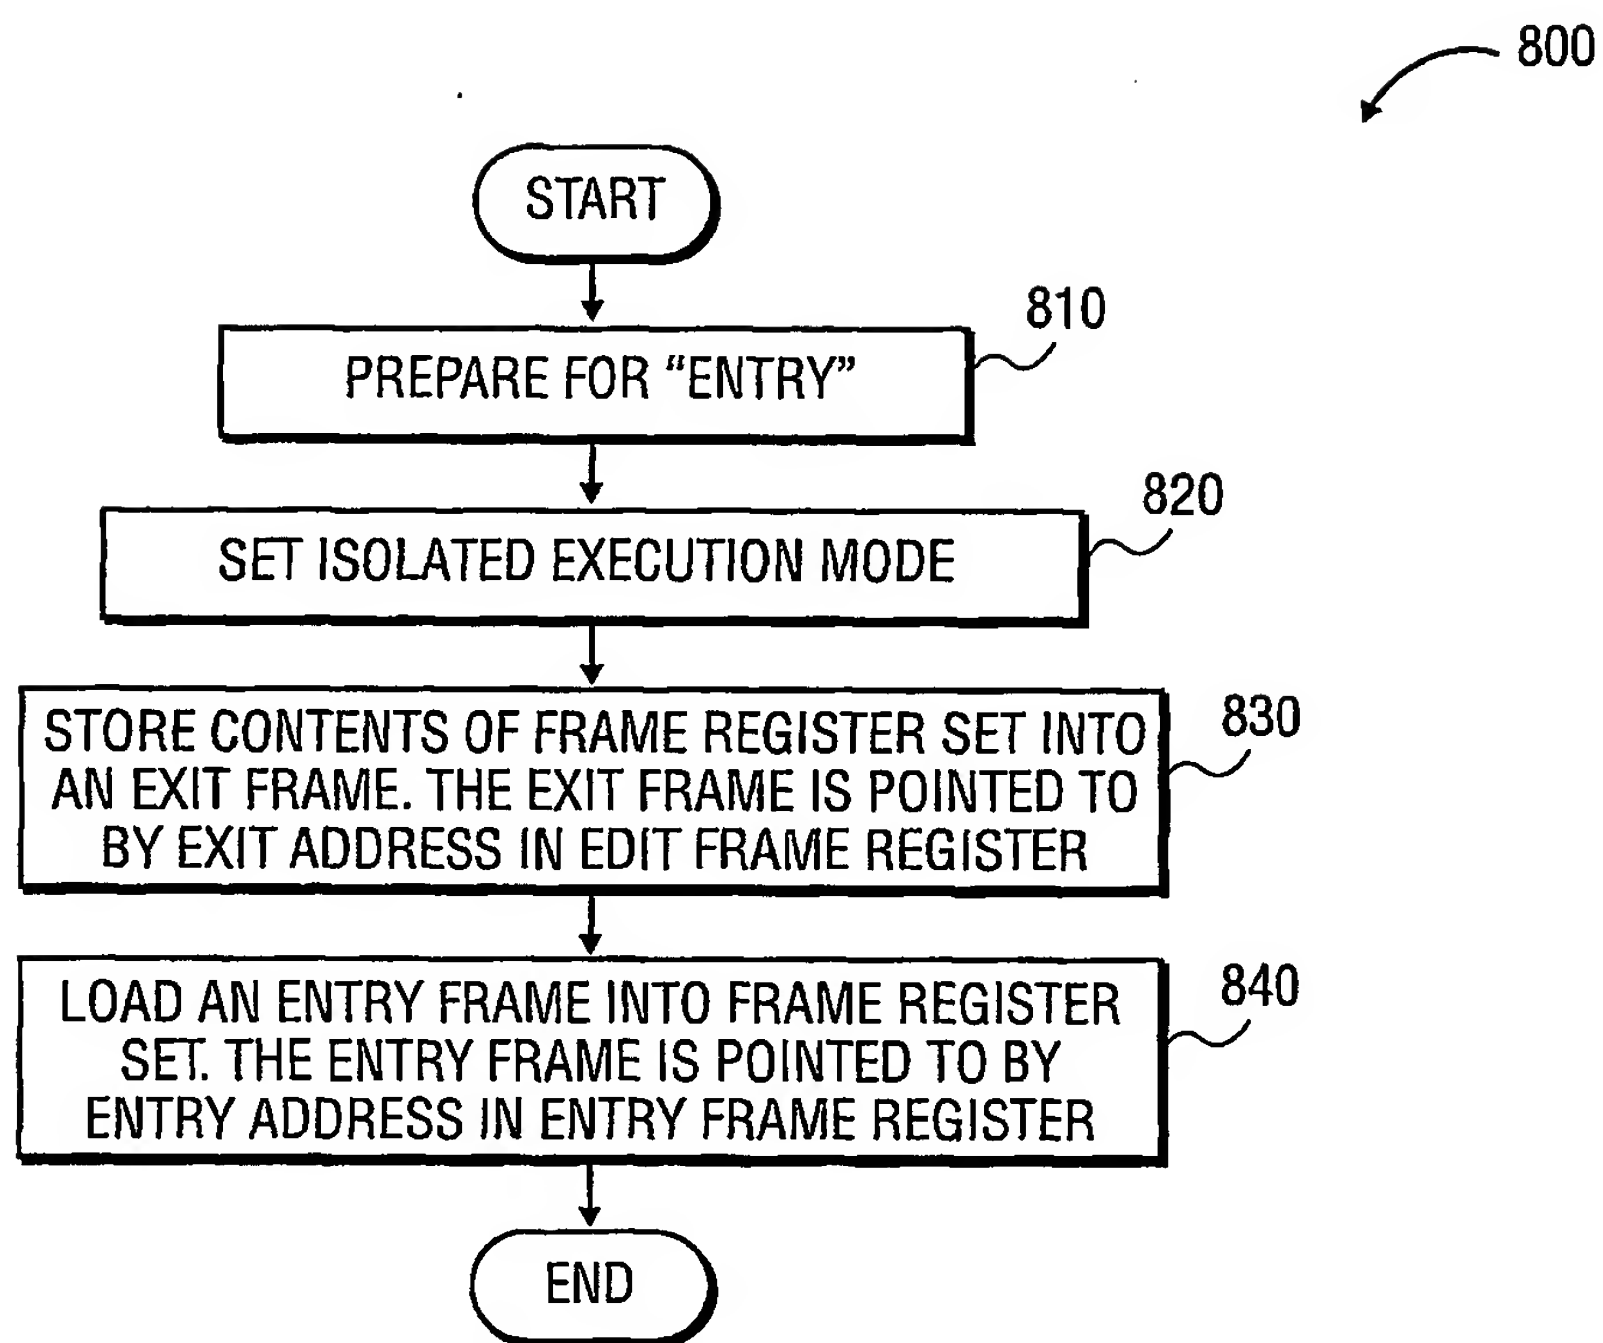 800
START
810
PREPARE FOR “ENTRY”
820
SET ISOLATED EXECUTION MODE
830
STORE CONTENTS OF FRAME REGISTER SET INTO
AN EXIT FRAME. THE EXIT FRAME IS POINTED TO
BY EXIT ADDRESS IN EDIT FRAME REGISTER
840
LOAD AN ENTRY FRAME INTO FRAME REGISTER
SET. THE ENTRY FRAME IS POINTED TO BY
ENTRY ADDRESS IN ENTRY FRAME REGISTER
END